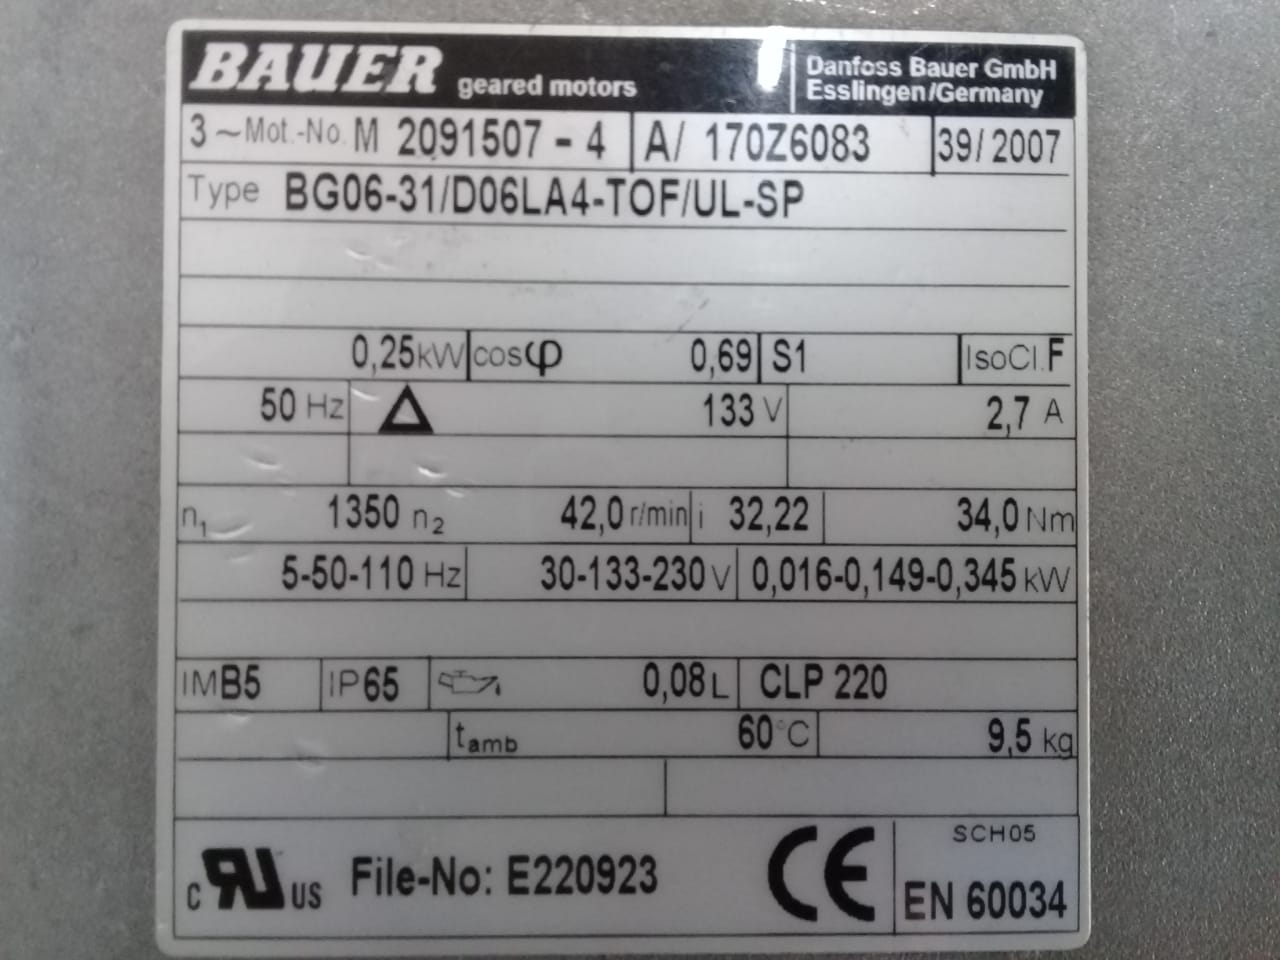 BAUER geared motors Danfoss Bauer GmbH
Esslingen/Germany
3~Mot.-No. M 2091507-4 A/ 170Z6083 39/2007
Type BG06-31/D06LA4-TOF/UL-SP
0,25kW cosφ 0,69 S1 IsoCl.F
50 Hz Δ 133 V 2,7 A
n₁ 1350 n₂ 42,0 r/min i 32,22 34,0 Nm
5-50-110 Hz 30-133-230 V 0,016-0,149-0,345 kW
IMB5 IP65 0,08 L CLP 220
tamb 60°C 9,5 kg
SCH05
c RU US File-No: E220923 CE EN 60034